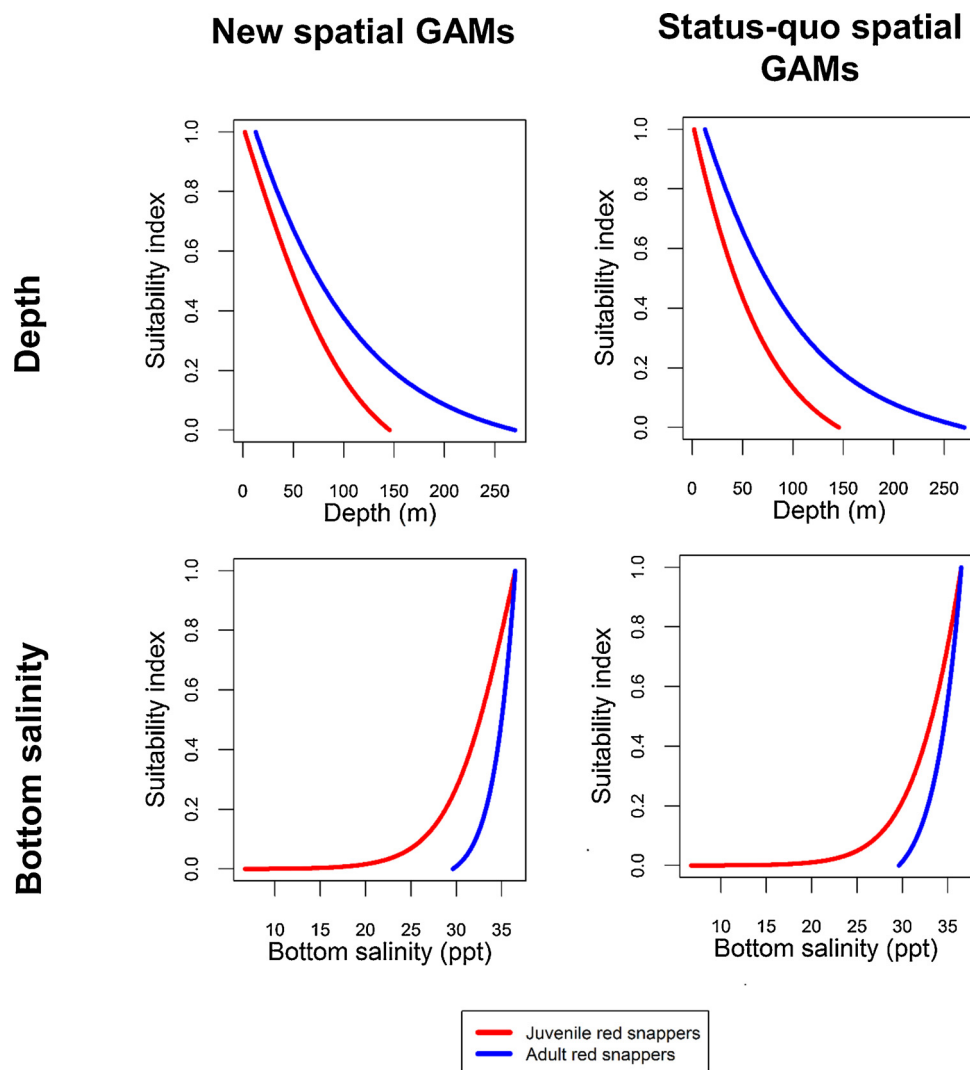 New spatial GAMs
Status-quo spatial
GAMs
Depth
Suitability index
0.0 0.2 0.4 0.6 0.8 1.0
0 50 100 150 200 250
Depth (m)
Suitability index
0.0 0.2 0.4 0.6 0.8 1.0
0 50 100 150 200 250
Depth (m)
Bottom salinity
Suitability index
0.0 0.2 0.4 0.6 0.8 1.0
10 15 20 25 30 35
Bottom salinity (ppt)
Suitability index
0.0 0.2 0.4 0.6 0.8 1.0
10 15 20 25 30 35
Bottom salinity (ppt)
Juvenile red snappers
Adult red snappers